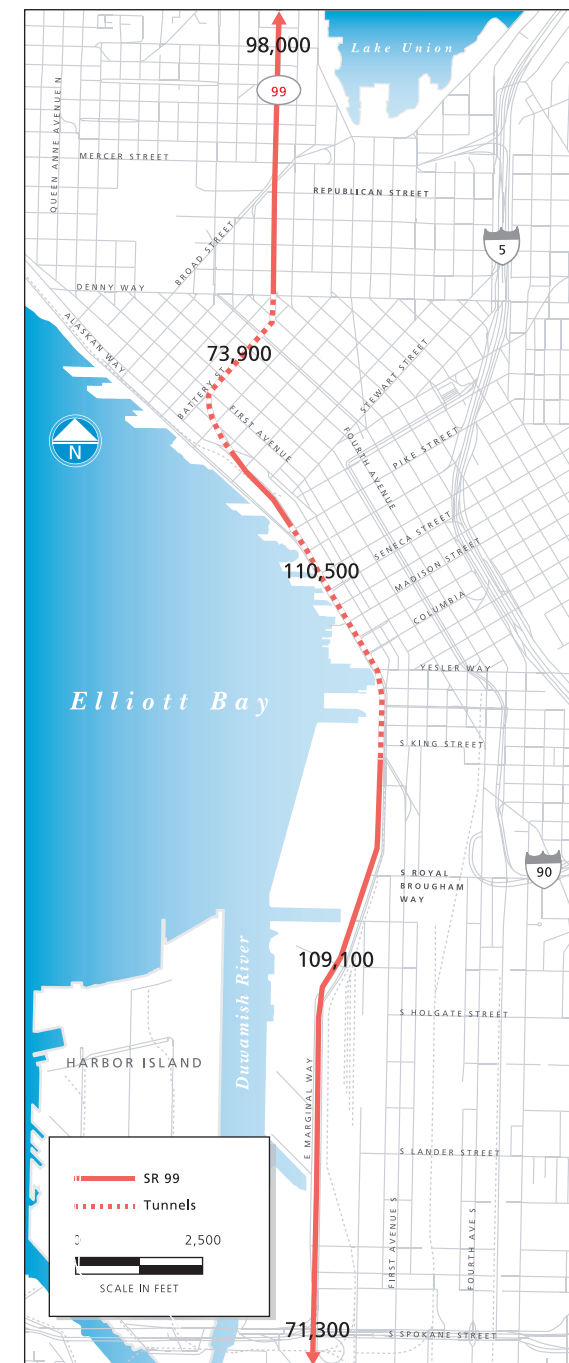 98,000
Lake Union
99
QUEEN ANNE AVENUE N
MERCER STREET
REPUBLICAN STREET
BROAD STREET
5
DENNY WAY
ALASKAN WAY
73,900
BATTERY ST
FIRST AVENUE
STEWART STREET
FOURTH AVENUE
PIKE STREET
N
SENECA STREET
110,500
MADISON STREET
COLUMBIA
YESLER WAY
Elliott Bay
S KING STREET
S ROYAL
BROUGHAM
WAY
90
109,100
S HOLGATE STREET
Duwamish River
HARBOR ISLAND
E MARGINAL WAY
S LANDER STREET
SR 99
Tunnels
0
2,500
SCALE IN FEET
FIRST AVENUE S
FOURTH AVE S
71,300
S SPOKANE STREET